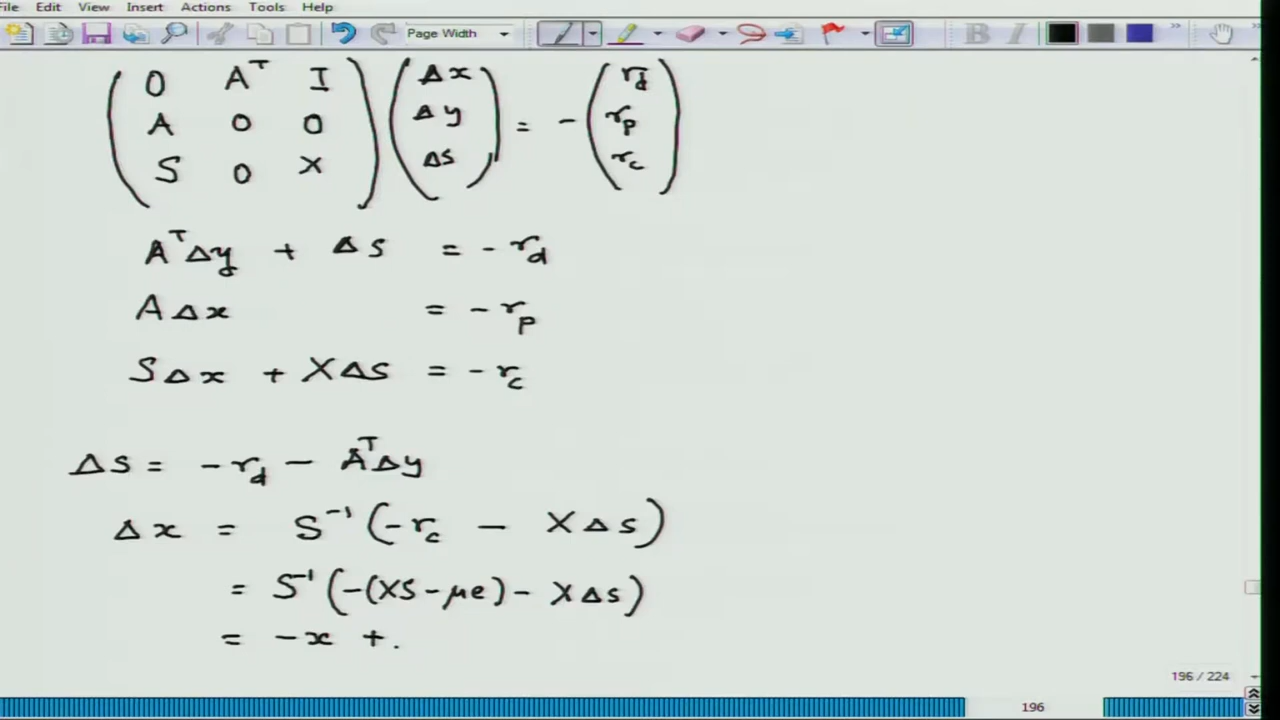 File Edit View Insert Actions Tools Help
Page Width B I
( 0 Aᵀ I ) ( Δx ) ( r_d )
( A 0 0 ) ( Δy ) = - ( r_p )
( S 0 X ) ( Δs ) ( r_c )
AᵀΔy + Δs = - r_d
AΔx = - r_p
SΔx + XΔs = - r_c
Δs = - r_d - AᵀΔy
Δx = S⁻¹(- r_c - XΔs)
= S⁻¹(-(XS - μe) - XΔs)
= -x + .
196 / 224
196